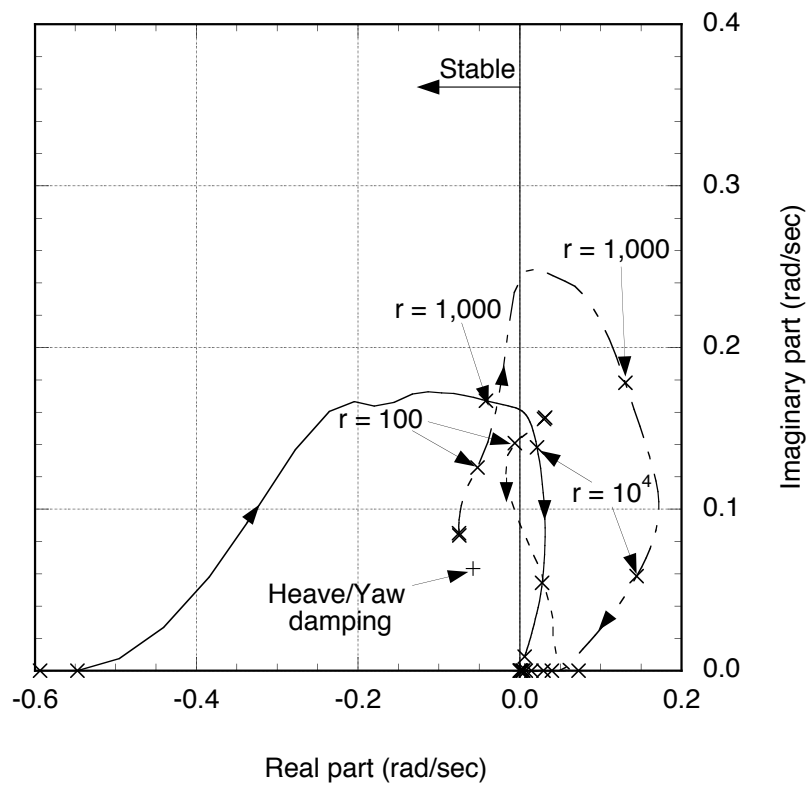 0.4
Stable
0.3
r = 1,000
r = 1,000
0.2
r = 100
r = 10⁴
0.1
Heave/Yaw
damping
0.0
-0.6
-0.4
-0.2
0.0
0.2
Imaginary part (rad/sec)
Real part (rad/sec)